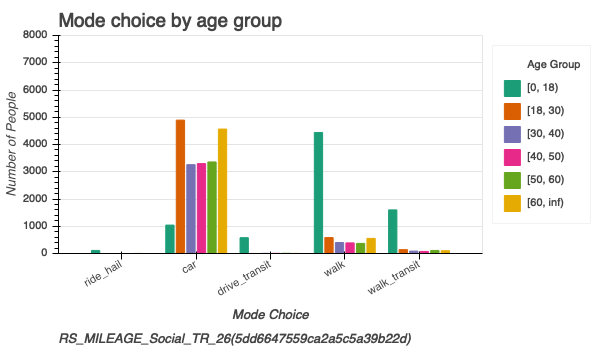 Mode choice by age group
8000
7000
6000
5000
4000
3000
2000
1000
0
Number of People
ride_hail
car
drive_transit
walk
walk_transit
Mode Choice
Age Group
[0, 18)
[18, 30)
[30, 40)
[40, 50)
[50, 60)
[60, inf)
RS_MILEAGE_Social_TR_26(5dd6647559ca2a5c5a39b22d)